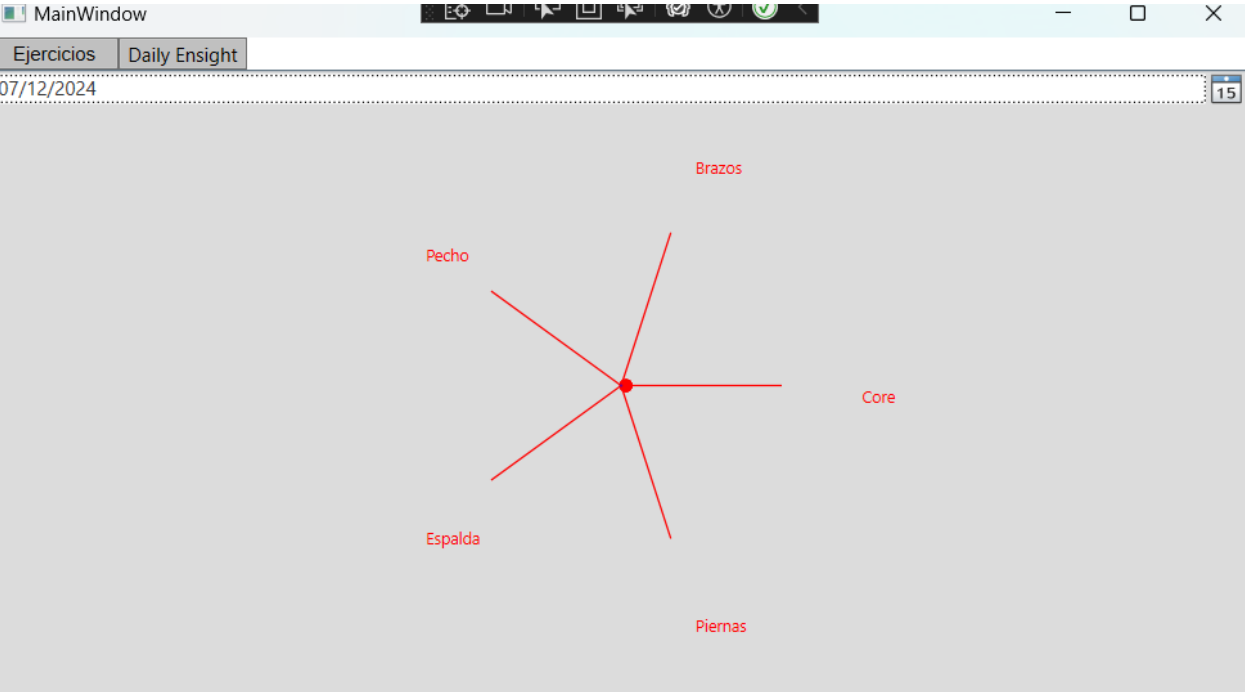 MainWindow
Ejercicios
Daily Ensight
07/12/2024
15
Brazos
Pecho
Core
Espalda
Piernas